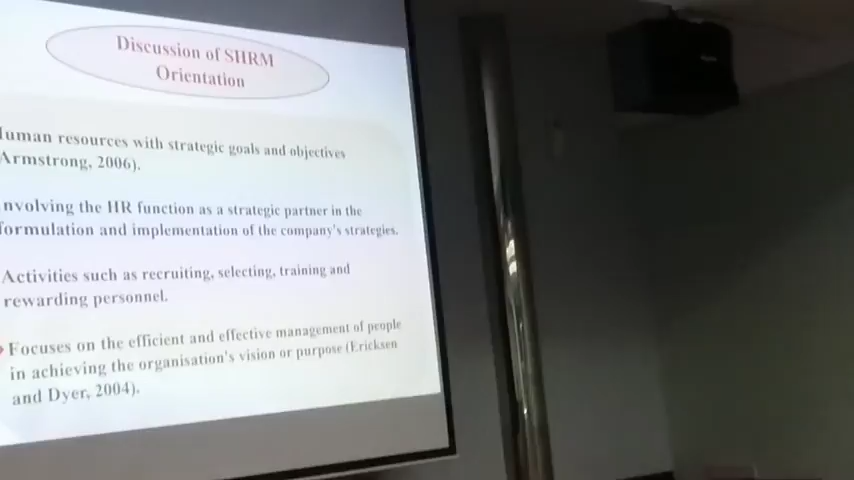 Discussion of SHRM
Orientation
uman resources with strategic goals and objectives
Armstrong, 2006).
nvolving the HR function as a strategic partner in the
formulation and implementation of the company's strategies.
Activities such as recruiting, selecting, training and
rewarding personnel.
Focuses on the efficient and effective management of people
in achieving the organisation's vision or purpose (Ericksen
and Dyer, 2004).